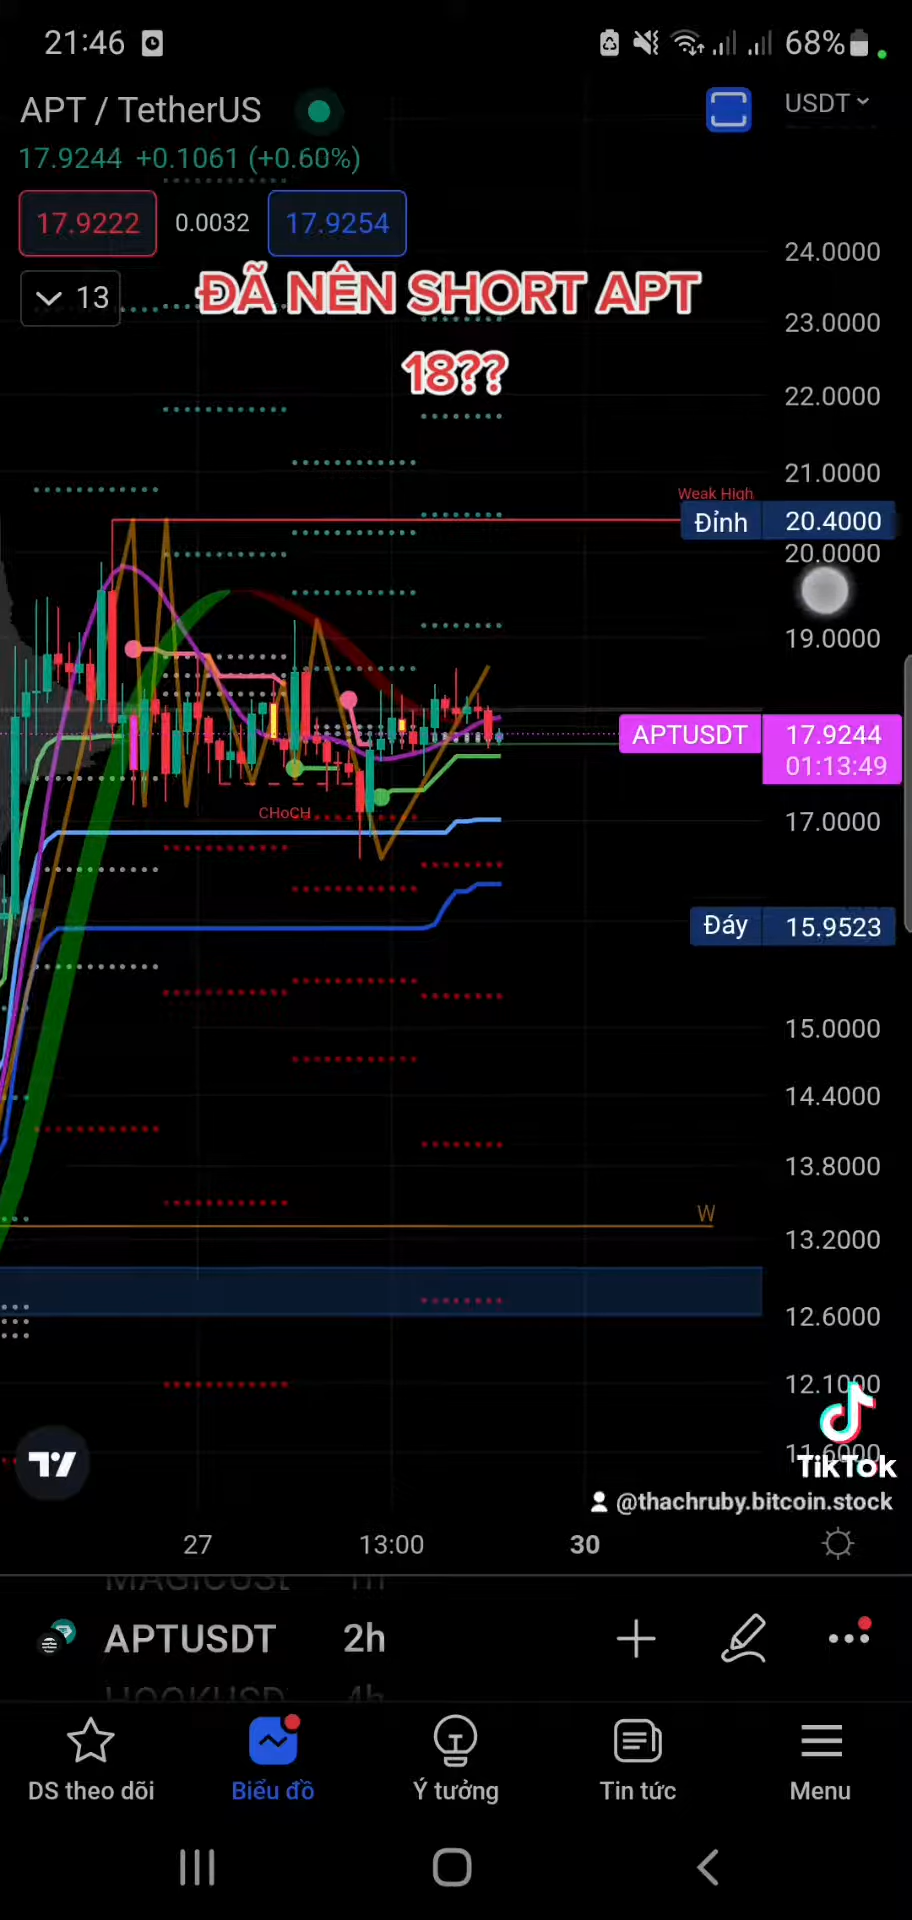 21:46
68%
APT / TetherUS
USDT
17.9244 +0.1061 (+0.60%)
17.9222
0.0032
17.9254
13
ĐÃ NÊN SHORT APT
18??
24.0000
23.0000
22.0000
21.0000
Weak High
Đỉnh 20.4000
20.0000
19.0000
APTUSDT 17.9244
01:13:49
CHoCH
17.0000
Đáy 15.9523
15.0000
14.4000
13.8000
W
13.2000
12.6000
12.1000
11.6000
TikTok
@thachruby.bitcoin.stock
27 13:00 30
APTUSDT 2h
DS theo dõi
Biểu đồ
Ý tưởng
Tin tức
Menu